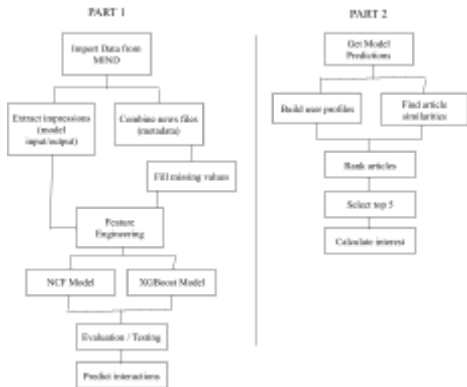 PART 1
Import Data from
MIND
Extract impressions
(model
input/output)
Combine news files
(metadata)
Fill missing values
Feature
Engineering
NCF Model
XGBoost Model
Evaluation / Testing
Predict interactions
PART 2
Get Model
Predictions
Build user profiles
Find article
similarities
Rank articles
Select top 5
Calculate interest